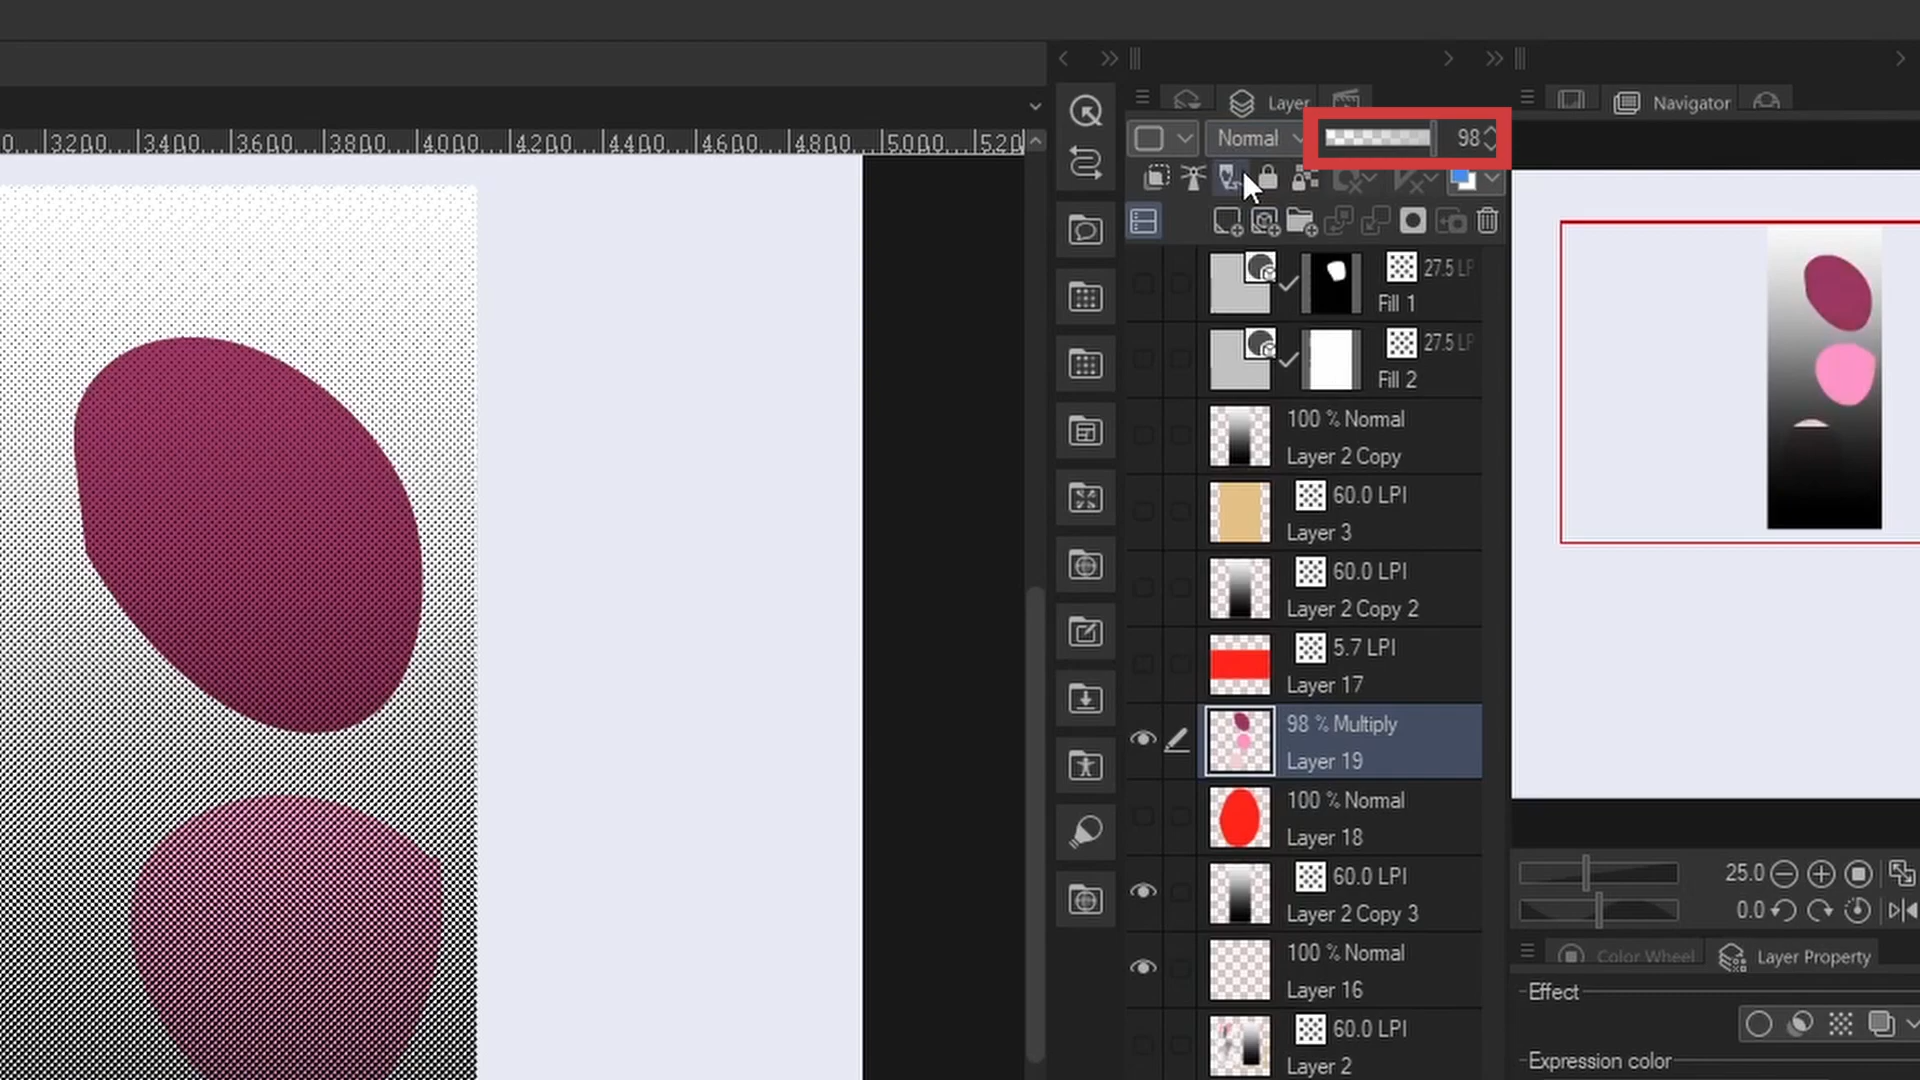 Layer
Navigator
3200 3400 3600 3800 4000 4200 4400 4600 4800 5000 520
Normal 98
27.5 LP
Fill 1
27.5 LP
Fill 2
100 % Normal
Layer 2 Copy
60.0 LPI
Layer 3
60.0 LPI
Layer 2 Copy 2
5.7 LPI
Layer 17
98 % Multiply
Layer 19
100 % Normal
Layer 18
60.0 LPI
Layer 2 Copy 3
100 % Normal
Layer 16
60.0 LPI
Layer 2
25.0
0.0
Color Wheel
Layer Property
Effect
Expression color